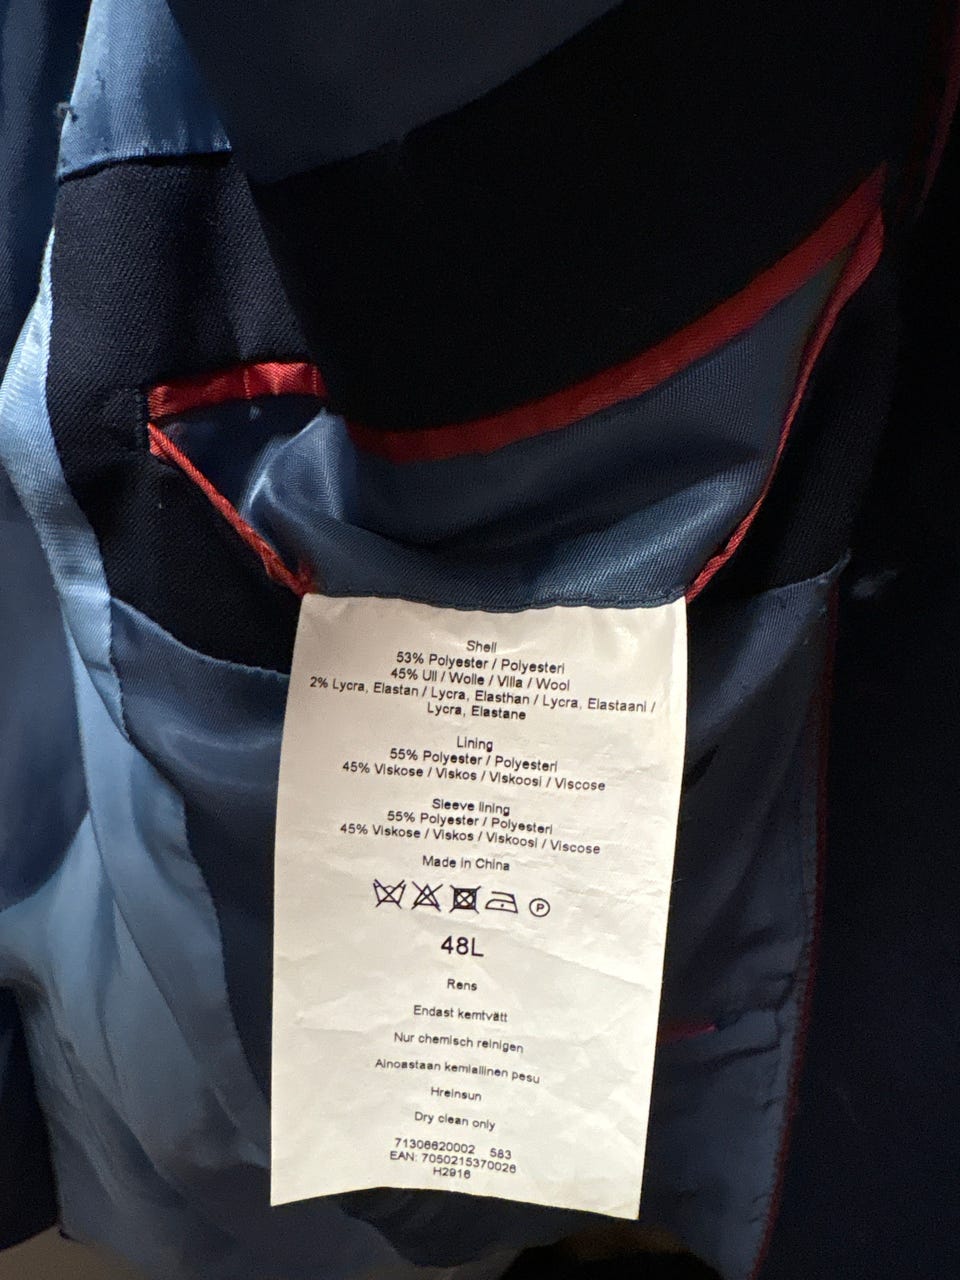 Shell
53% Polyester / Polyesteri
45% Ull / Wolle / Villa / Wool
2% Lycra, Elastan / Lycra, Elasthan / Lycra, Elastaani /
Lycra, Elastane
Lining
55% Polyester / Polyesteri
45% Viskose / Viskos / Viskoosi / Viscose
Sleeve lining
55% Polyester / Polyesteri
45% Viskose / Viskos / Viskoosi / Viscose
Made in China
P
48L
Rens
Endast kemtvätt
Nur chemisch reinigen
Ainoastaan kemiallinen pesu
Hreinsun
Dry clean only
71306620002 583
EAN: 7050215370026
H2916